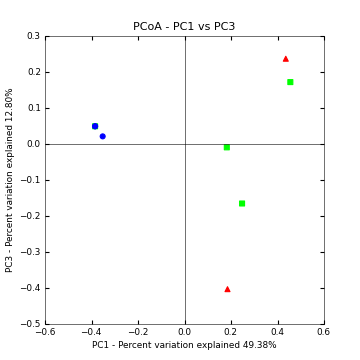 PCoA - PC1 vs PC3
0.3
0.2
0.1
0.0
−0.1
−0.2
−0.3
−0.4
−0.5
−0.6 −0.4 −0.2 0.0 0.2 0.4 0.6
PC3 - Percent variation explained 12.80%
PC1 - Percent variation explained 49.38%